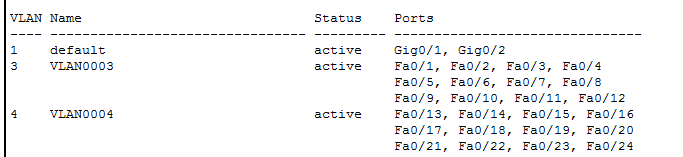 VLAN Name                             Status    Ports
---- -------------------------------- --------- -------------------------------
1    default                          active    Gig0/1, Gig0/2
3    VLAN0003                         active    Fa0/1, Fa0/2, Fa0/3, Fa0/4
                                                Fa0/5, Fa0/6, Fa0/7, Fa0/8
                                                Fa0/9, Fa0/10, Fa0/11, Fa0/12
4    VLAN0004                         active    Fa0/13, Fa0/14, Fa0/15, Fa0/16
                                                Fa0/17, Fa0/18, Fa0/19, Fa0/20
                                                Fa0/21, Fa0/22, Fa0/23, Fa0/24